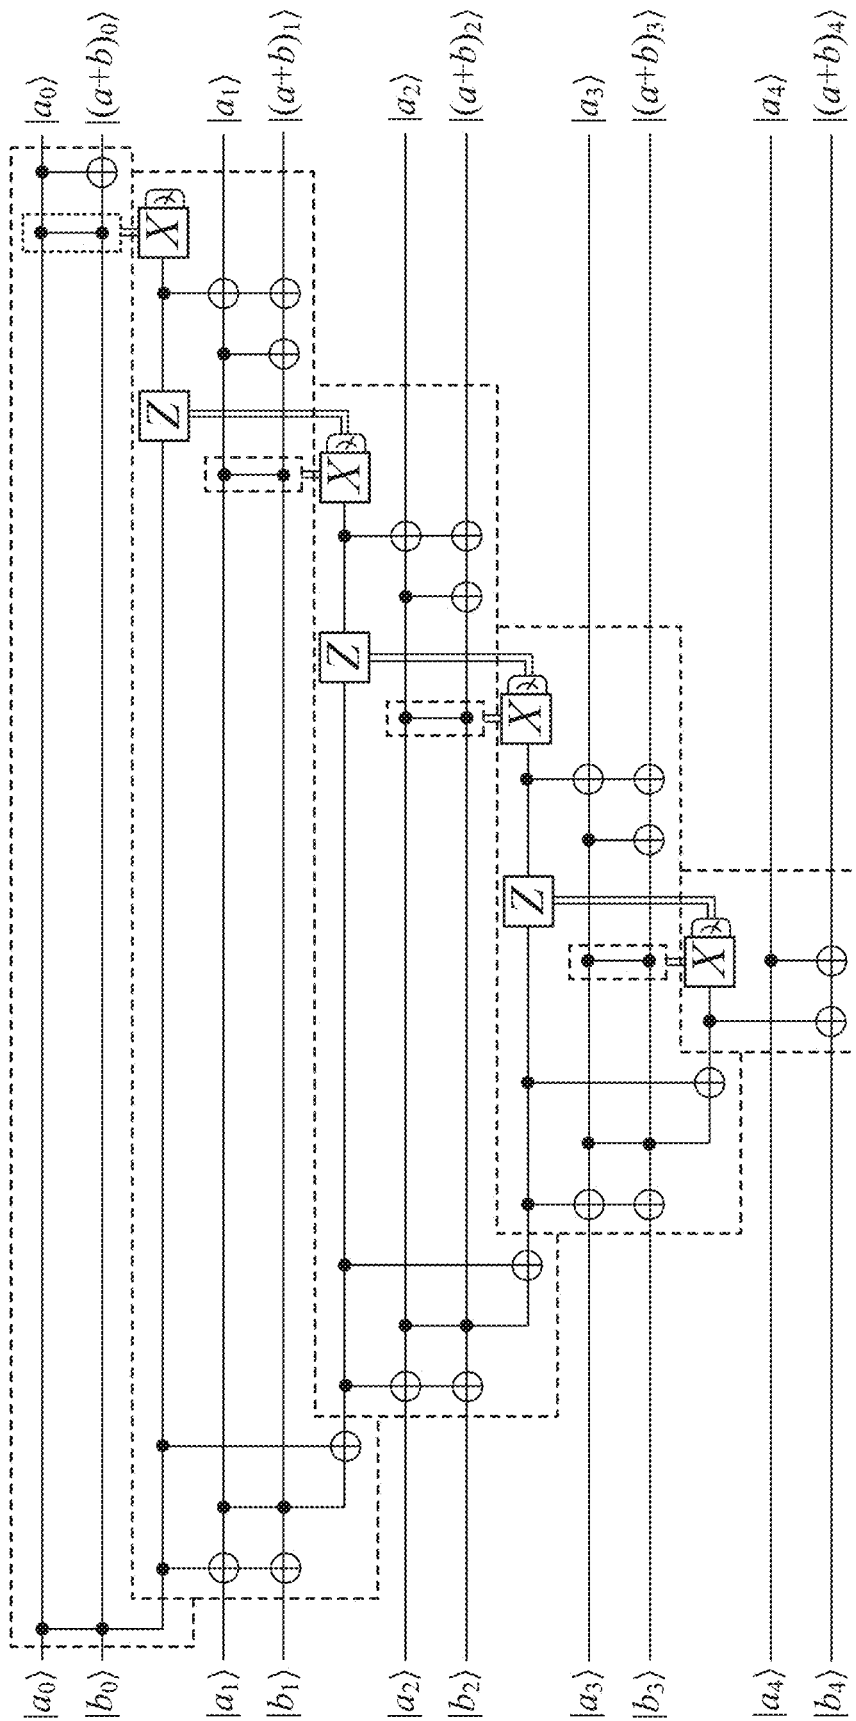 |a₀⟩
|b₀⟩
|a₁⟩
|b₁⟩
|a₂⟩
|b₂⟩
|a₃⟩
|b₃⟩
|a₄⟩
|b₄⟩
X
Z
X
Z
X
Z
X
|a₀⟩
|(a+b)₀⟩
|a₁⟩
|(a+b)₁⟩
|a₂⟩
|(a+b)₂⟩
|a₃⟩
|(a+b)₃⟩
|a₄⟩
|(a+b)₄⟩